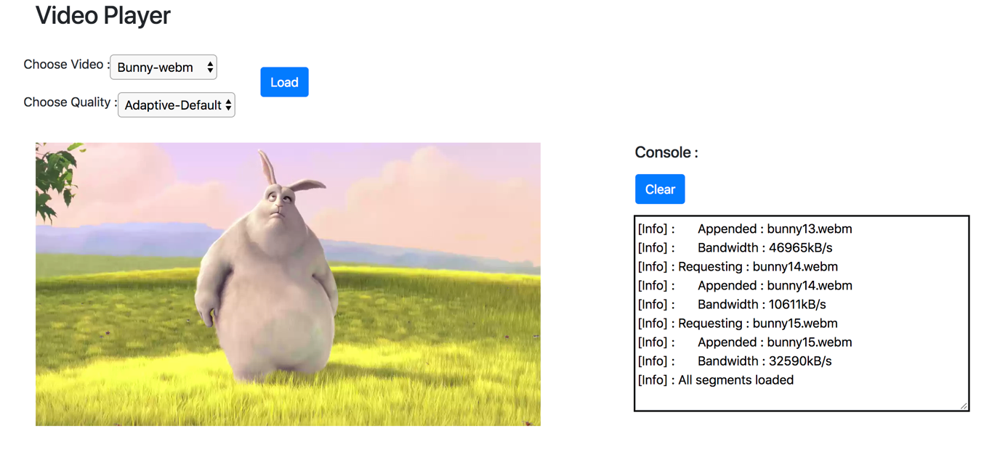 Video Player
Choose Video : Bunny-webm
Load
Choose Quality : Adaptive-Default
Console :
Clear
[Info] : Appended : bunny13.webm
[Info] : Bandwidth : 46965kB/s
[Info] : Requesting : bunny14.webm
[Info] : Appended : bunny14.webm
[Info] : Bandwidth : 10611kB/s
[Info] : Requesting : bunny15.webm
[Info] : Appended : bunny15.webm
[Info] : Bandwidth : 32590kB/s
[Info] : All segments loaded